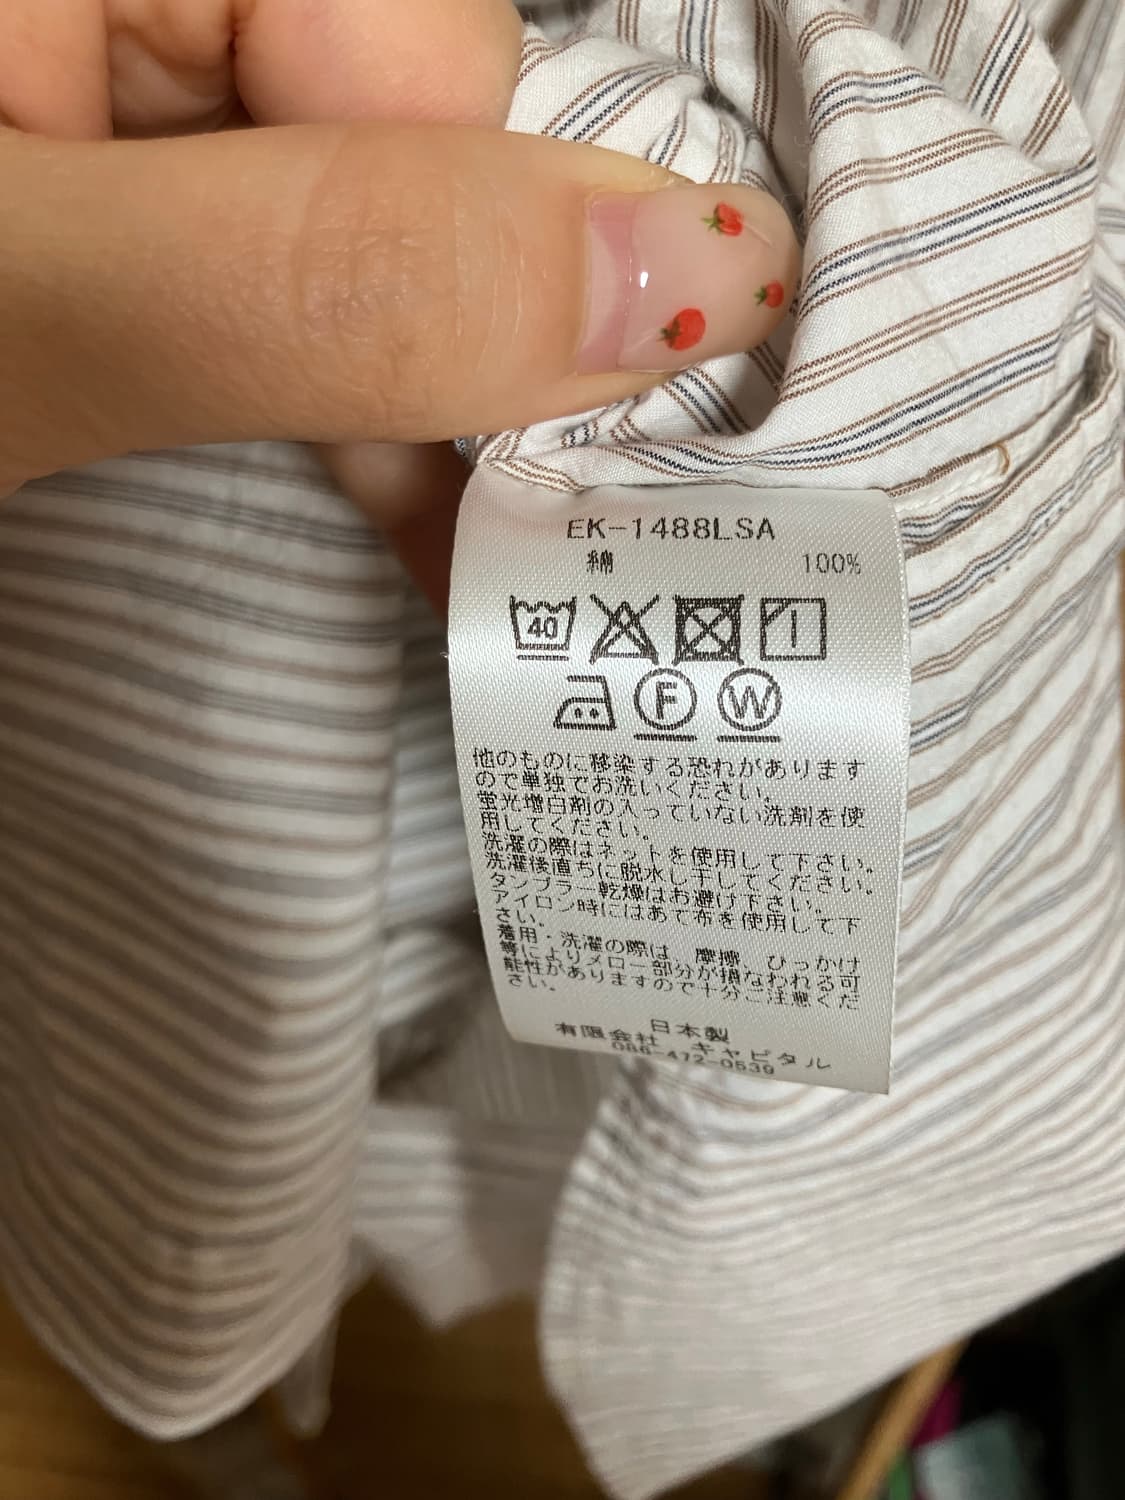 EK-1488LSA
綿 100%
40
F W
他のものに移染する恐れがあります
ので単独でお洗いください。
蛍光増白剤の入っていない洗剤を使
用してください。
洗濯の際はネットを使用して下さい。
洗濯後直ちに脱水し干してください。
タンブラー乾燥はお避け下さい。
アイロン時にはあて布を使用して下
さい。
着用・洗濯の際は 摩擦 ひっかけ
等によりメロー部分が損なわれる可
能性がありますので十分ご注意くだ
さい。
日本製
有限会社 キャピタル
086-472-0539